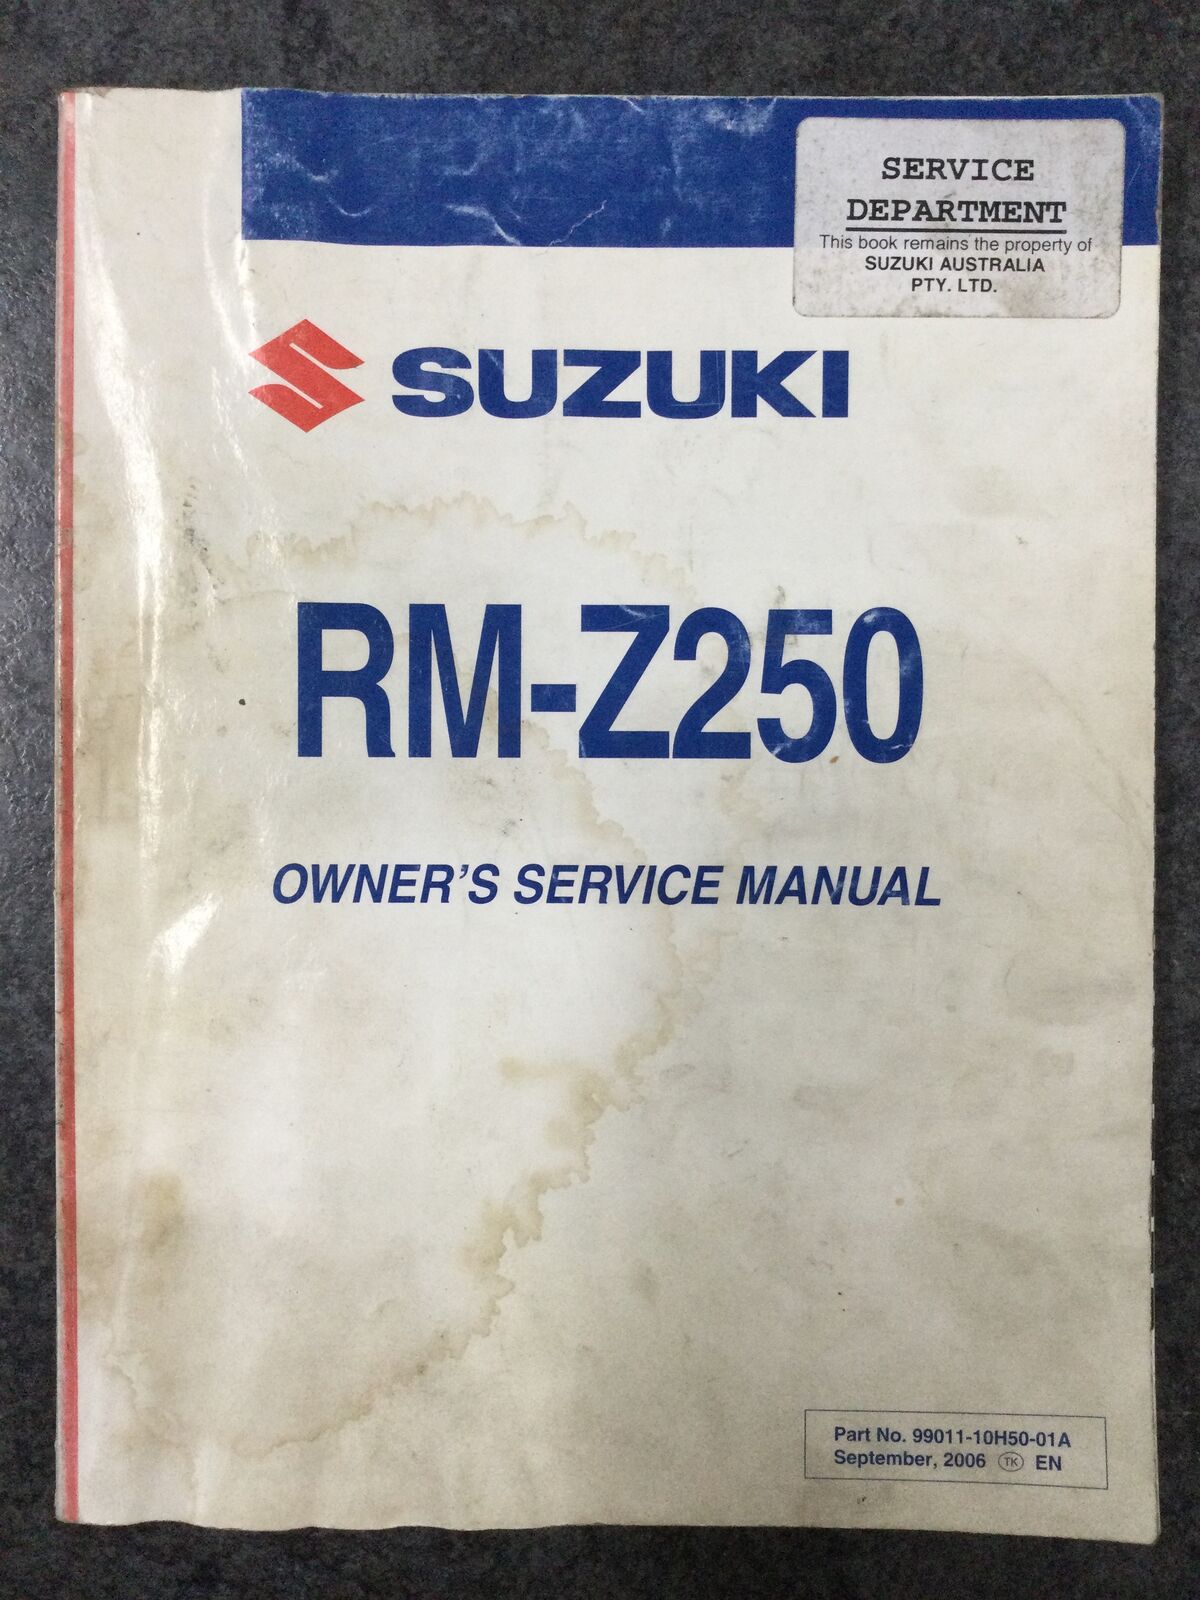 SERVICE
DEPARTMENT
This book remains the property of
SUZUKI AUSTRALIA
PTY. LTD.
SUZUKI
RM-Z250
OWNER'S SERVICE MANUAL
Part No. 99011-10H50-01A
September, 2006 TK EN